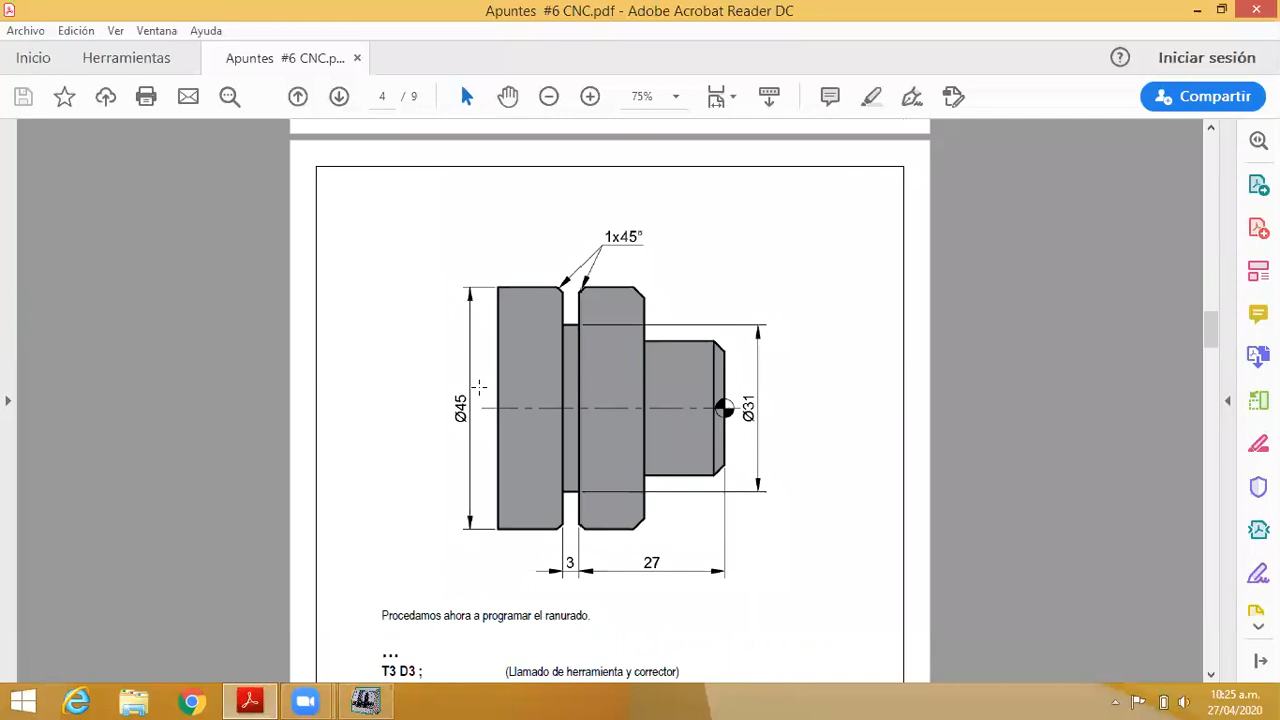 Apuntes #6 CNC.pdf - Adobe Acrobat Reader DC
Archivo Edición Ver Ventana Ayuda
Inicio Herramientas Apuntes #6 CNC.p... × Iniciar sesión
4 / 9 75% Compartir
1x45°
Ø45
Ø31
3 27
Procedamos ahora a programar el ranurado.
...
T3 D3 ; (Llamado de herramienta y corrector)
10:25 a.m.
27/04/2020